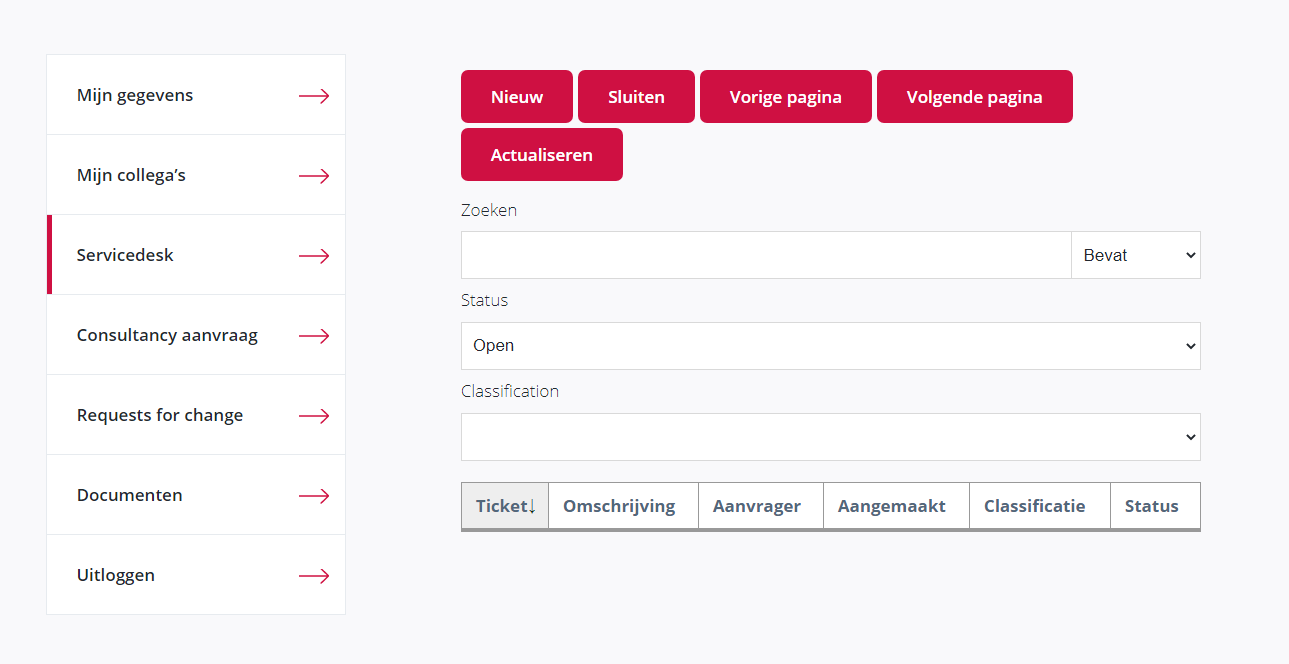 Mijn gegevens
Mijn collega’s
Servicedesk
Consultancy aanvraag
Requests for change
Documenten
Uitloggen
Nieuw Sluiten Vorige pagina Volgende pagina
Actualiseren
Zoeken
Bevat
Status
Open
Classification
Ticket↓ Omschrijving Aanvrager Aangemaakt Classificatie Status